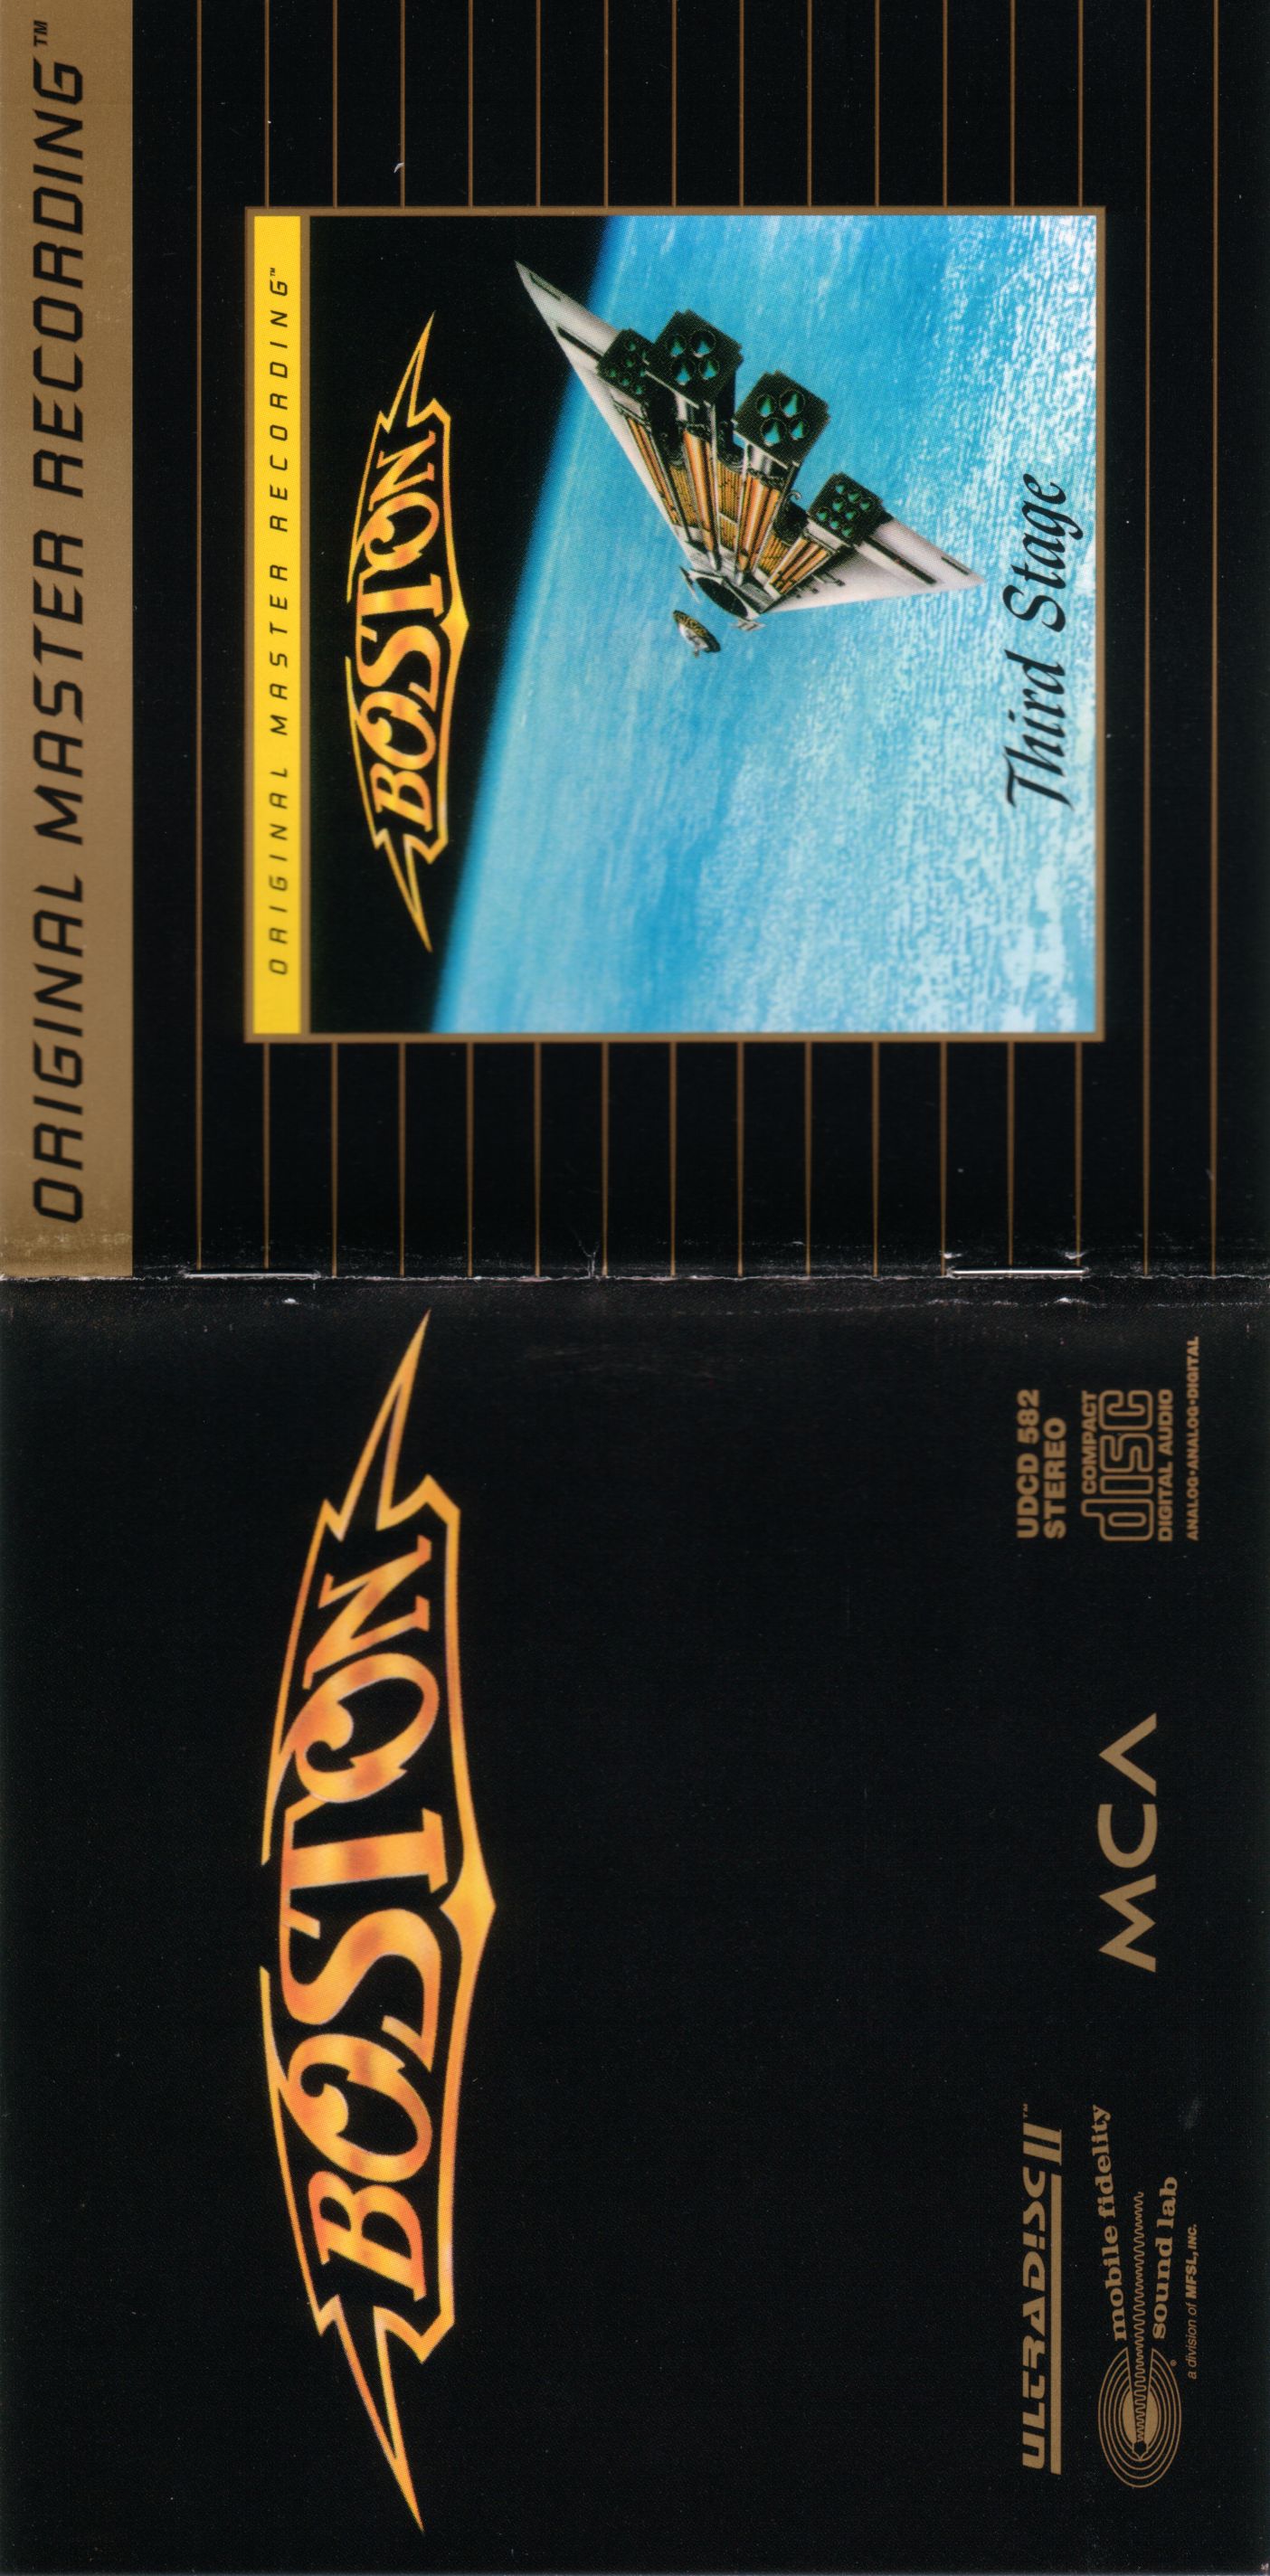 ORIGINAL MASTER RECORDING™
ORIGINAL MASTER RECORDING™
BOSTON
Third Stage
BOSTON
ULTRADISC II™
mobile fidelity
sound lab®
a division of MFSL, INC.
MCA
UDCD 582
STEREO
COMPACT
disc
DIGITAL AUDIO
ANALOG•ANALOG•DIGITAL